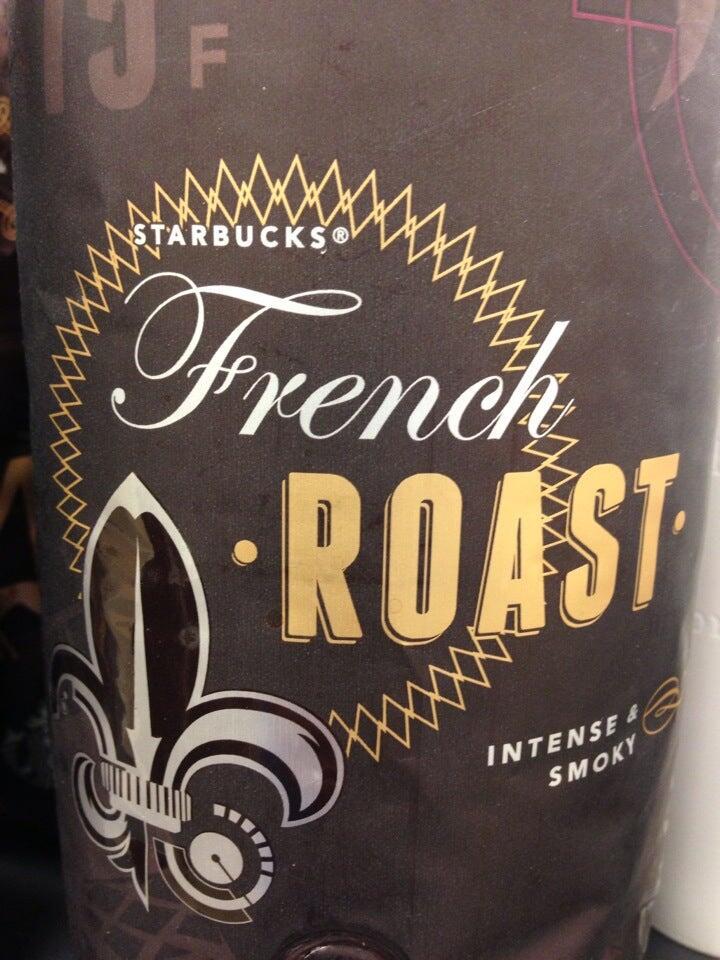 F
STARBUCKS®
French
·ROAST·
INTENSE &
SMOKY